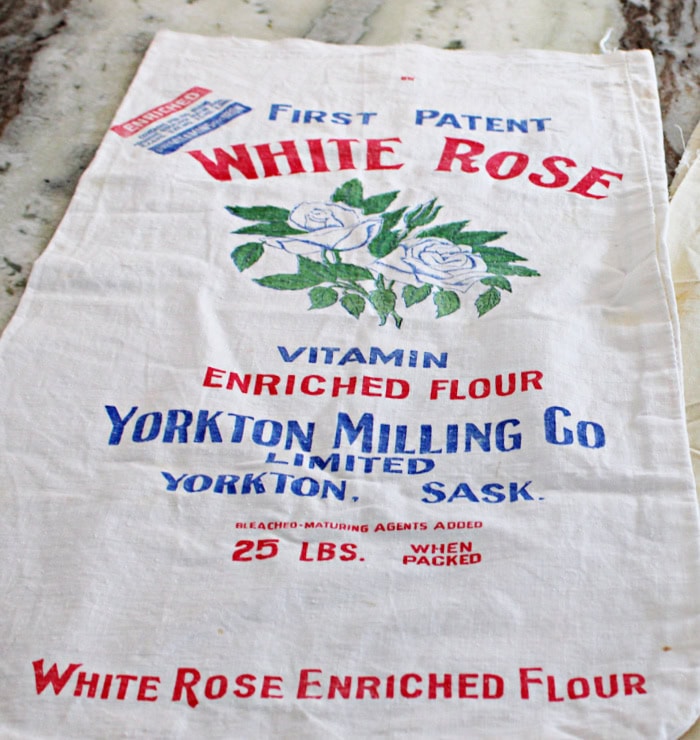 ENRICHED
FIRST PATENT
WHITE ROSE
VITAMIN
ENRICHED FLOUR
YORKTON MILLING CO
LIMITED
YORKTON, SASK.
BLEACHED-MATURING AGENTS ADDED
25 LBS. WHEN PACKED
WHITE ROSE ENRICHED FLOUR